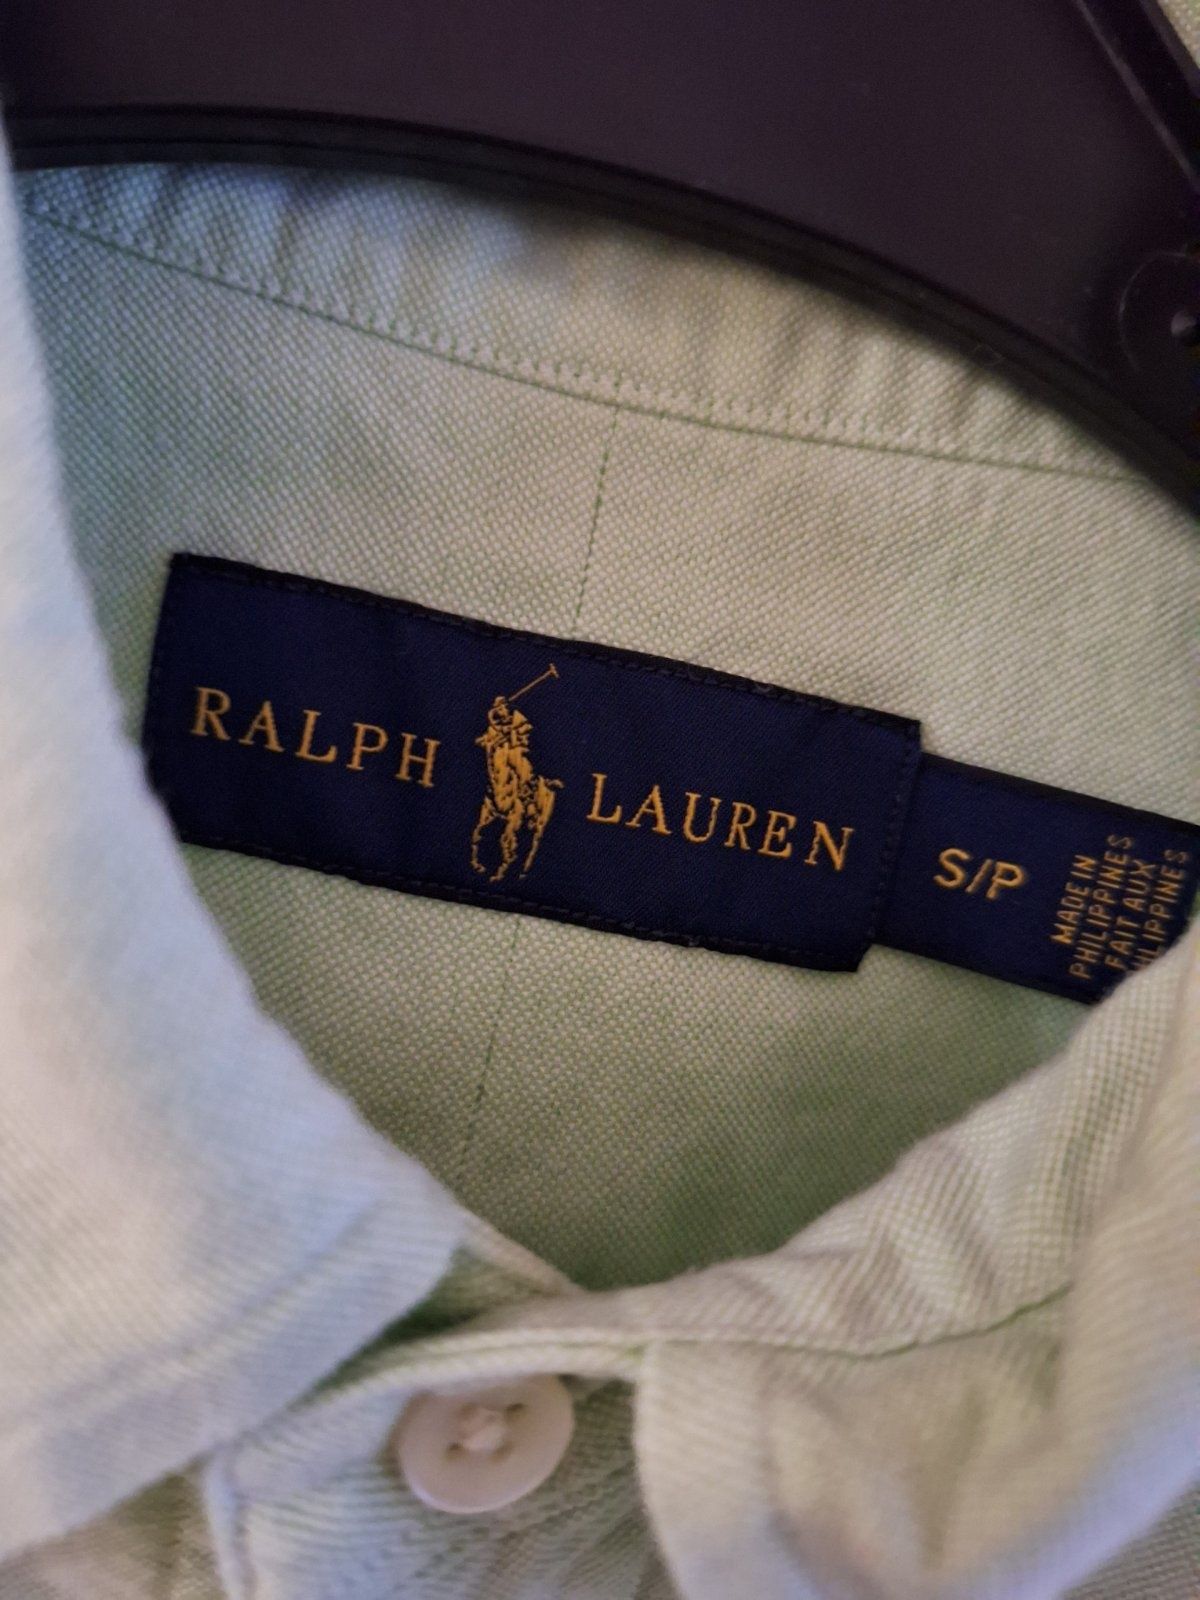 RALPH LAUREN
S/P
MADE IN
PHILIPPINES
FAIT AUX
PHILIPPINES